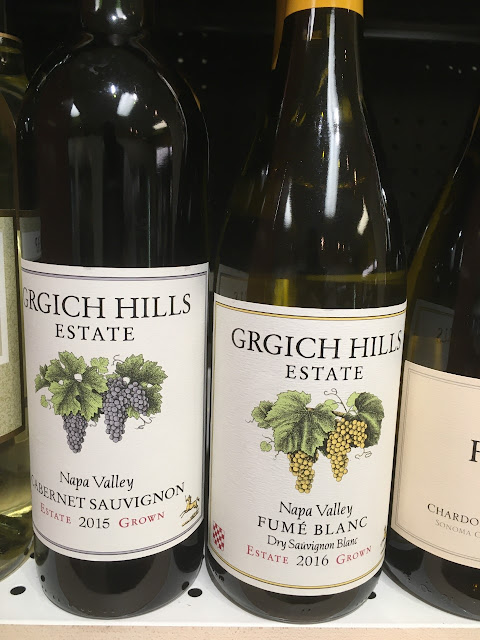 GRGICH HILLS
ESTATE
Napa Valley
CABERNET SAUVIGNON
ESTATE 2015 GROWN
GRGICH HILLS
ESTATE
Napa Valley
FUMÉ BLANC
Dry Sauvignon Blanc
ESTATE 2016 GROWN